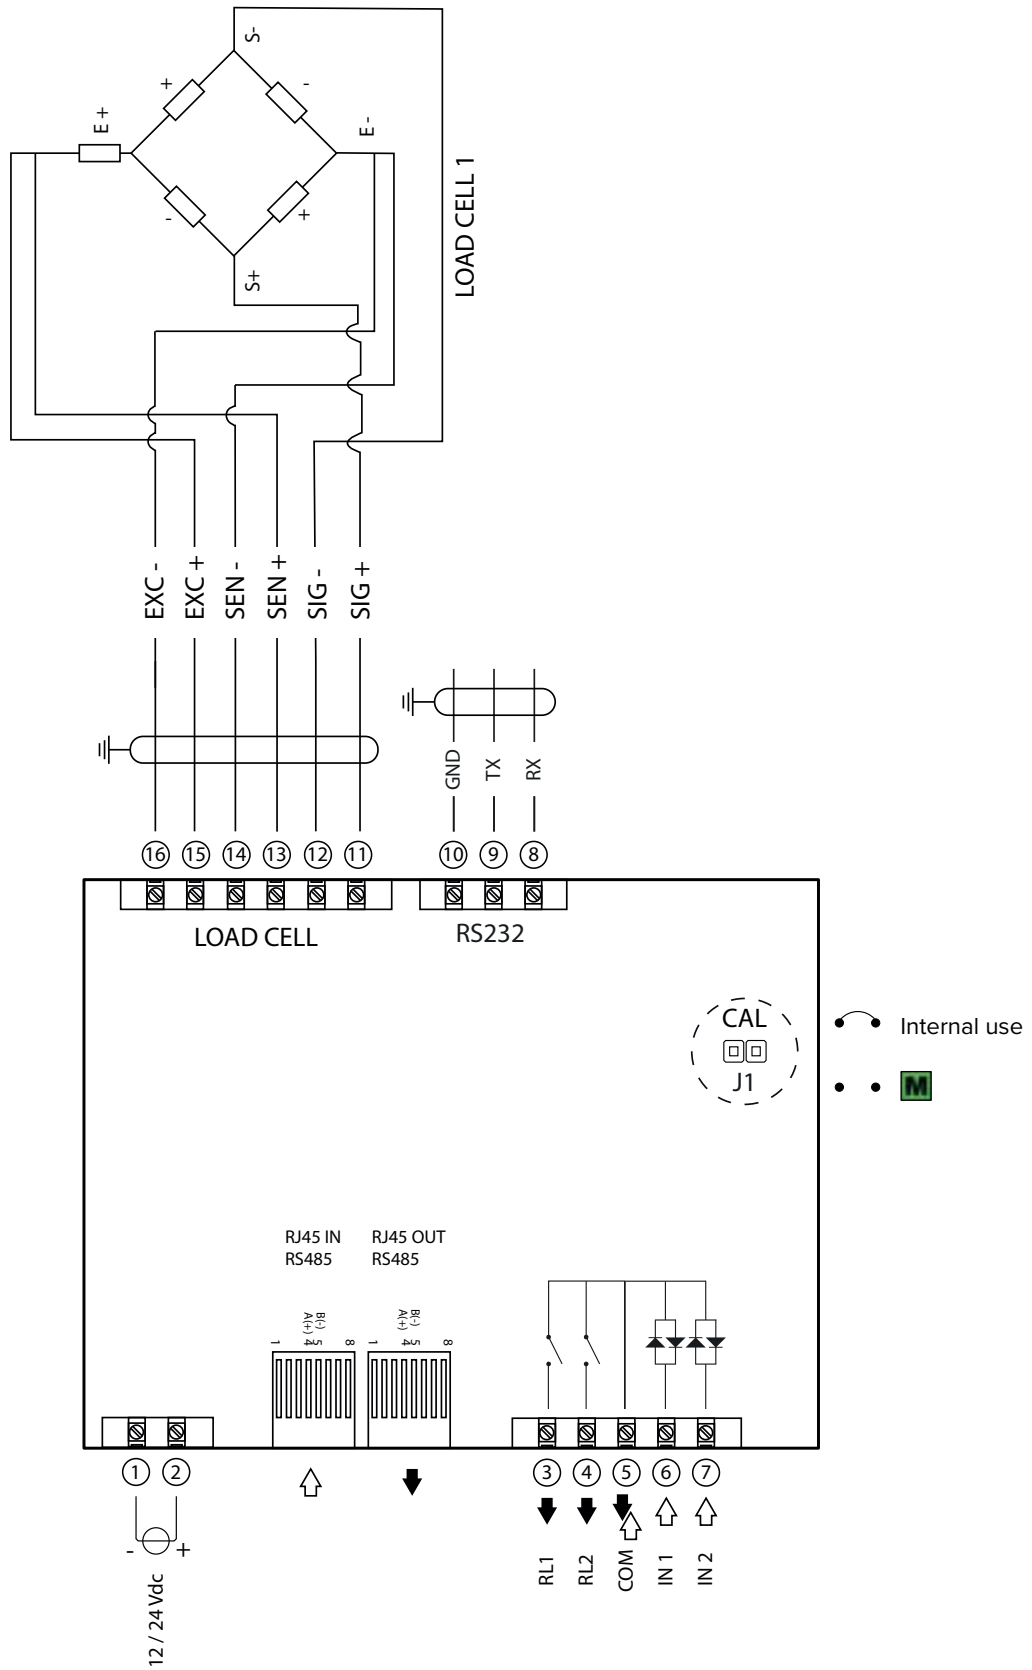 S-
+
-
E +
E -
-
+
S+
LOAD CELL 1
EXC -
EXC +
SEN -
SEN +
SIG -
SIG +
GND
TX
RX
16
15
14
13
12
11
10
9
8
LOAD CELL
RS232
CAL
J1
Internal use
M
RJ45 IN
RS485
RJ45 OUT
RS485
A(+)
B(-)
1
4
5
8
A(+)
B(-)
1
4
5
8
1
2
3
4
5
6
7
-
+
12 / 24 Vdc
RL1
RL2
COM
IN 1
IN 2